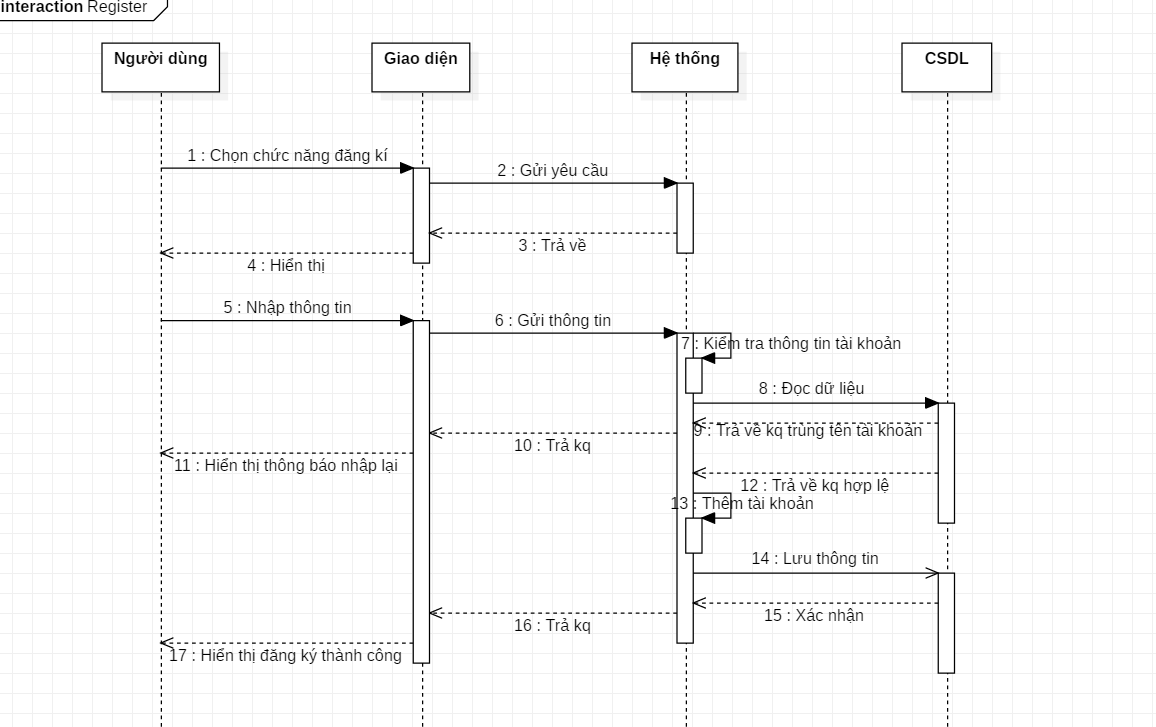 interaction Register
Người dùng
Giao diện
Hệ thống
CSDL
1 : Chọn chức năng đăng kí
2 : Gửi yêu cầu
3 : Trả về
4 : Hiển thị
5 : Nhập thông tin
6 : Gửi thông tin
7 : Kiểm tra thông tin tài khoản
8 : Đọc dữ liệu
9 : Trả về kq trùng tên tài khoản
10 : Trả kq
11 : Hiển thị thông báo nhập lại
12 : Trả về kq hợp lệ
13 : Thêm tài khoản
14 : Lưu thông tin
15 : Xác nhận
16 : Trả kq
17 : Hiển thị đăng ký thành công